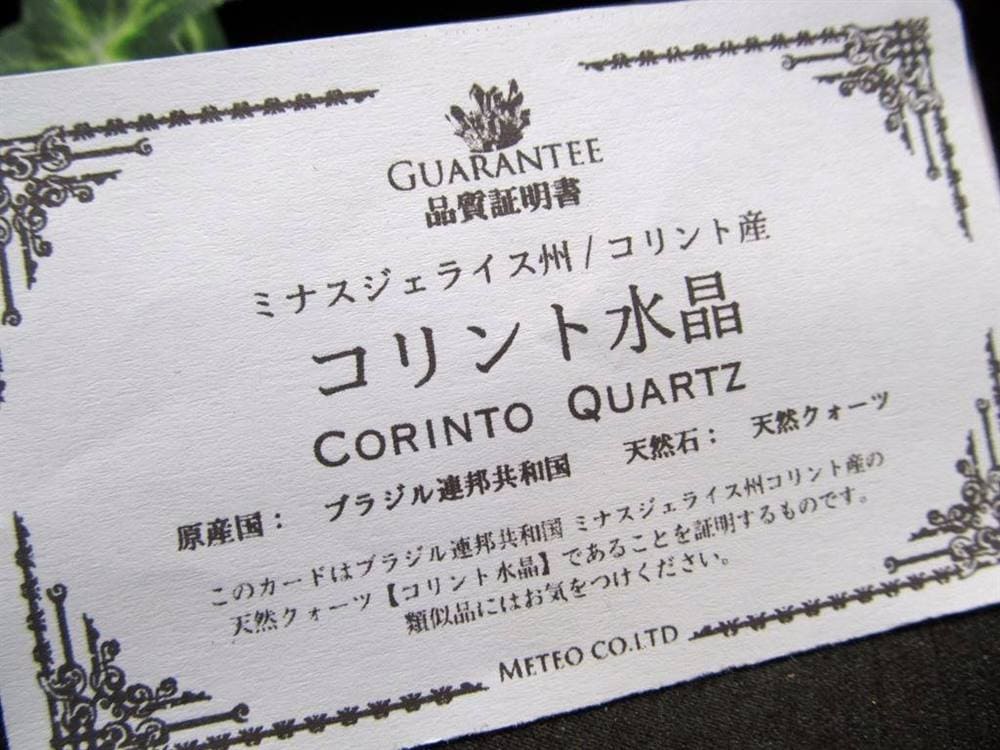 GUARANTEE
品質証明書
ミナスジェライス州/コリント産
コリント水晶
CORINTO QUARTZ
原産国： ブラジル連邦共和国 天然石： 天然クォーツ
このカードはブラジル連邦共和国 ミナスジェライス州コリント産の
天然クォーツ【コリント水晶】であることを証明するものです。
類似品にはお気をつけください。
METEO CO.LTD